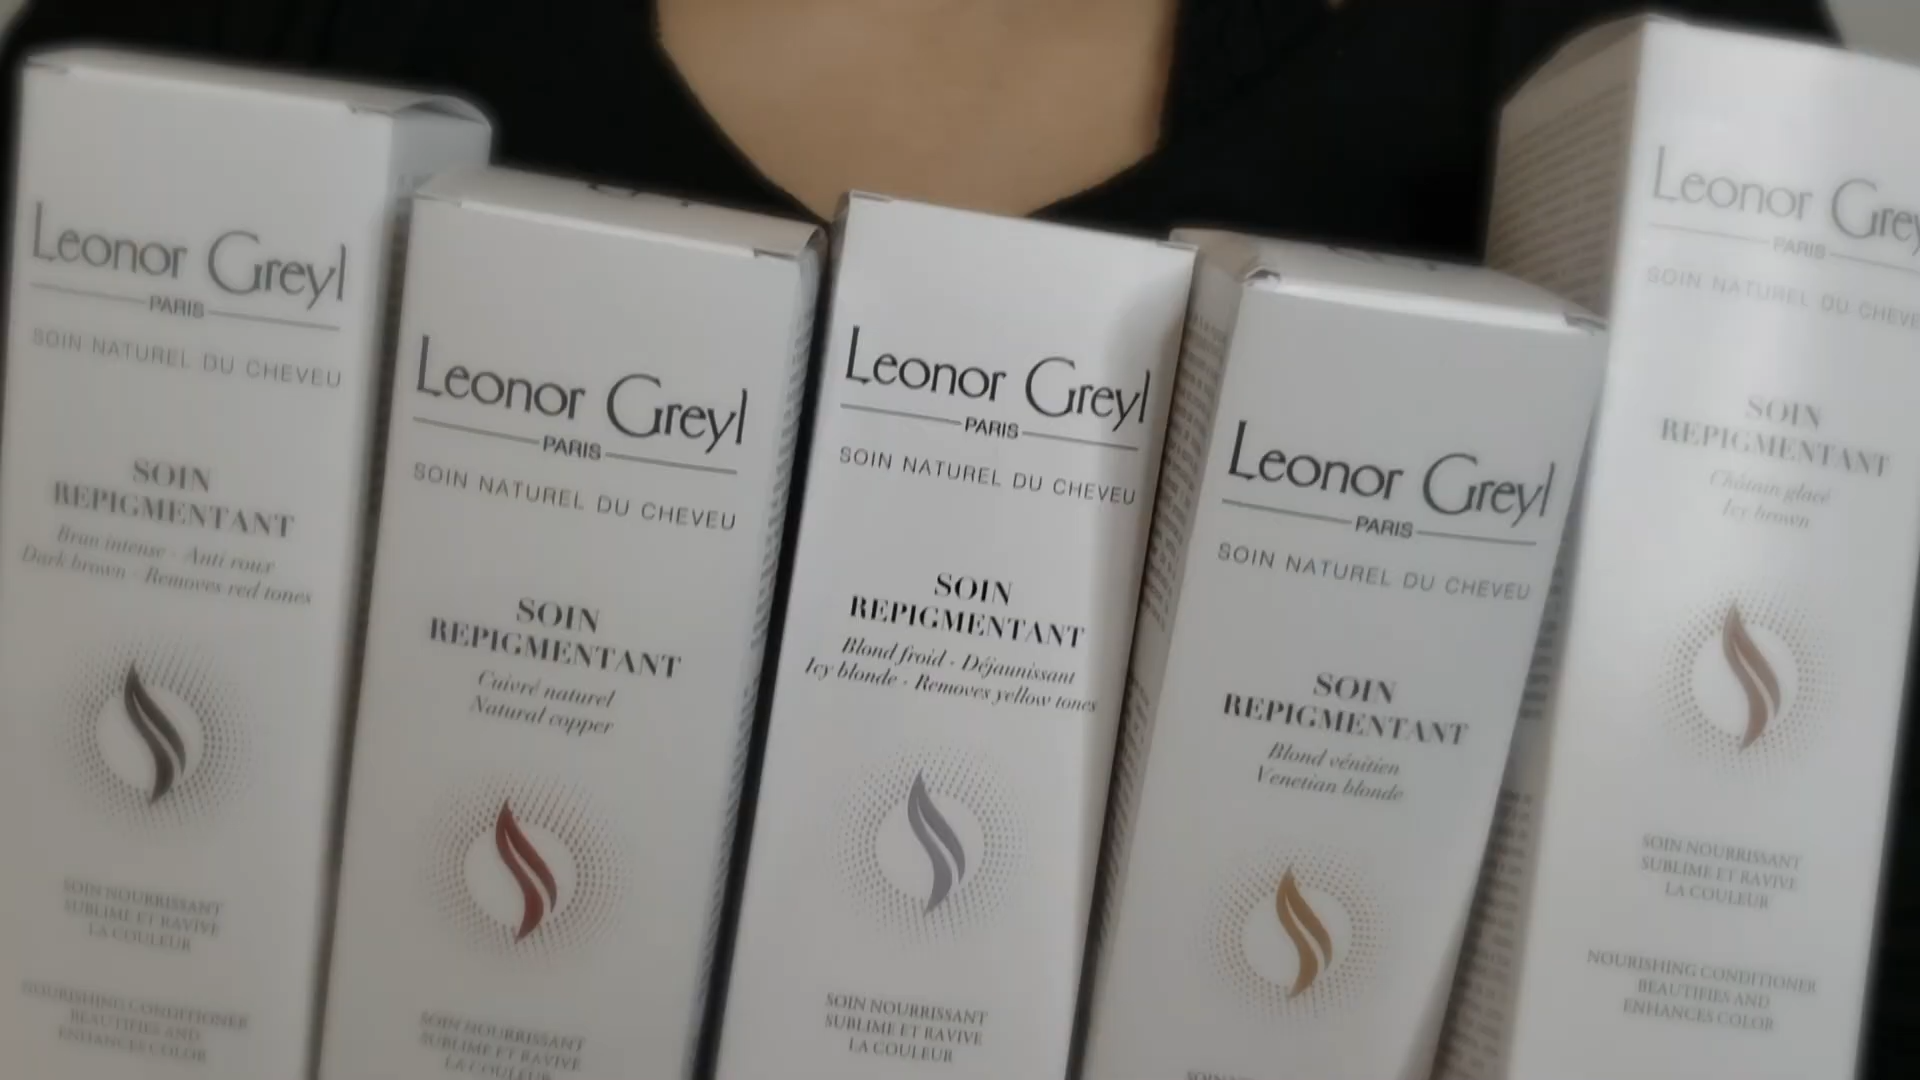 Leonor Greyl
PARIS
SOIN NATUREL DU CHEVEU
SOIN
REPIGMENTANT
Brun intense - Anti roux
Dark brown - Removes red tones
SOIN NOURRISSANT
SUBLIME ET RAVIVE
LA COULEUR
NOURISHING CONDITIONER
BEAUTIFIES AND
ENHANCES COLOR
Leonor Greyl
PARIS
SOIN NATUREL DU CHEVEU
SOIN
REPIGMENTANT
Cuivré naturel
Natural copper
SOIN NOURRISSANT
SUBLIME ET RAVIVE
LA COULEUR
Leonor Greyl
PARIS
SOIN NATUREL DU CHEVEU
SOIN
REPIGMENTANT
Blond froid - Déjaunissant
Icy blonde - Removes yellow tones
SOIN NOURRISSANT
SUBLIME ET RAVIVE
LA COULEUR
Leonor Greyl
PARIS
SOIN NATUREL DU CHEVEU
SOIN
REPIGMENTANT
Blond vénitien
Venetian blonde
Leonor Grey
PARIS
SOIN NATUREL DU CHEVE
SOIN
REPIGMENTANT
Châtain glacé
Icy brown
SOIN NOURRISSANT
SUBLIME ET RAVIVE
LA COULEUR
NOURISHING CONDITIONER
BEAUTIFIES AND
ENHANCES COLOR